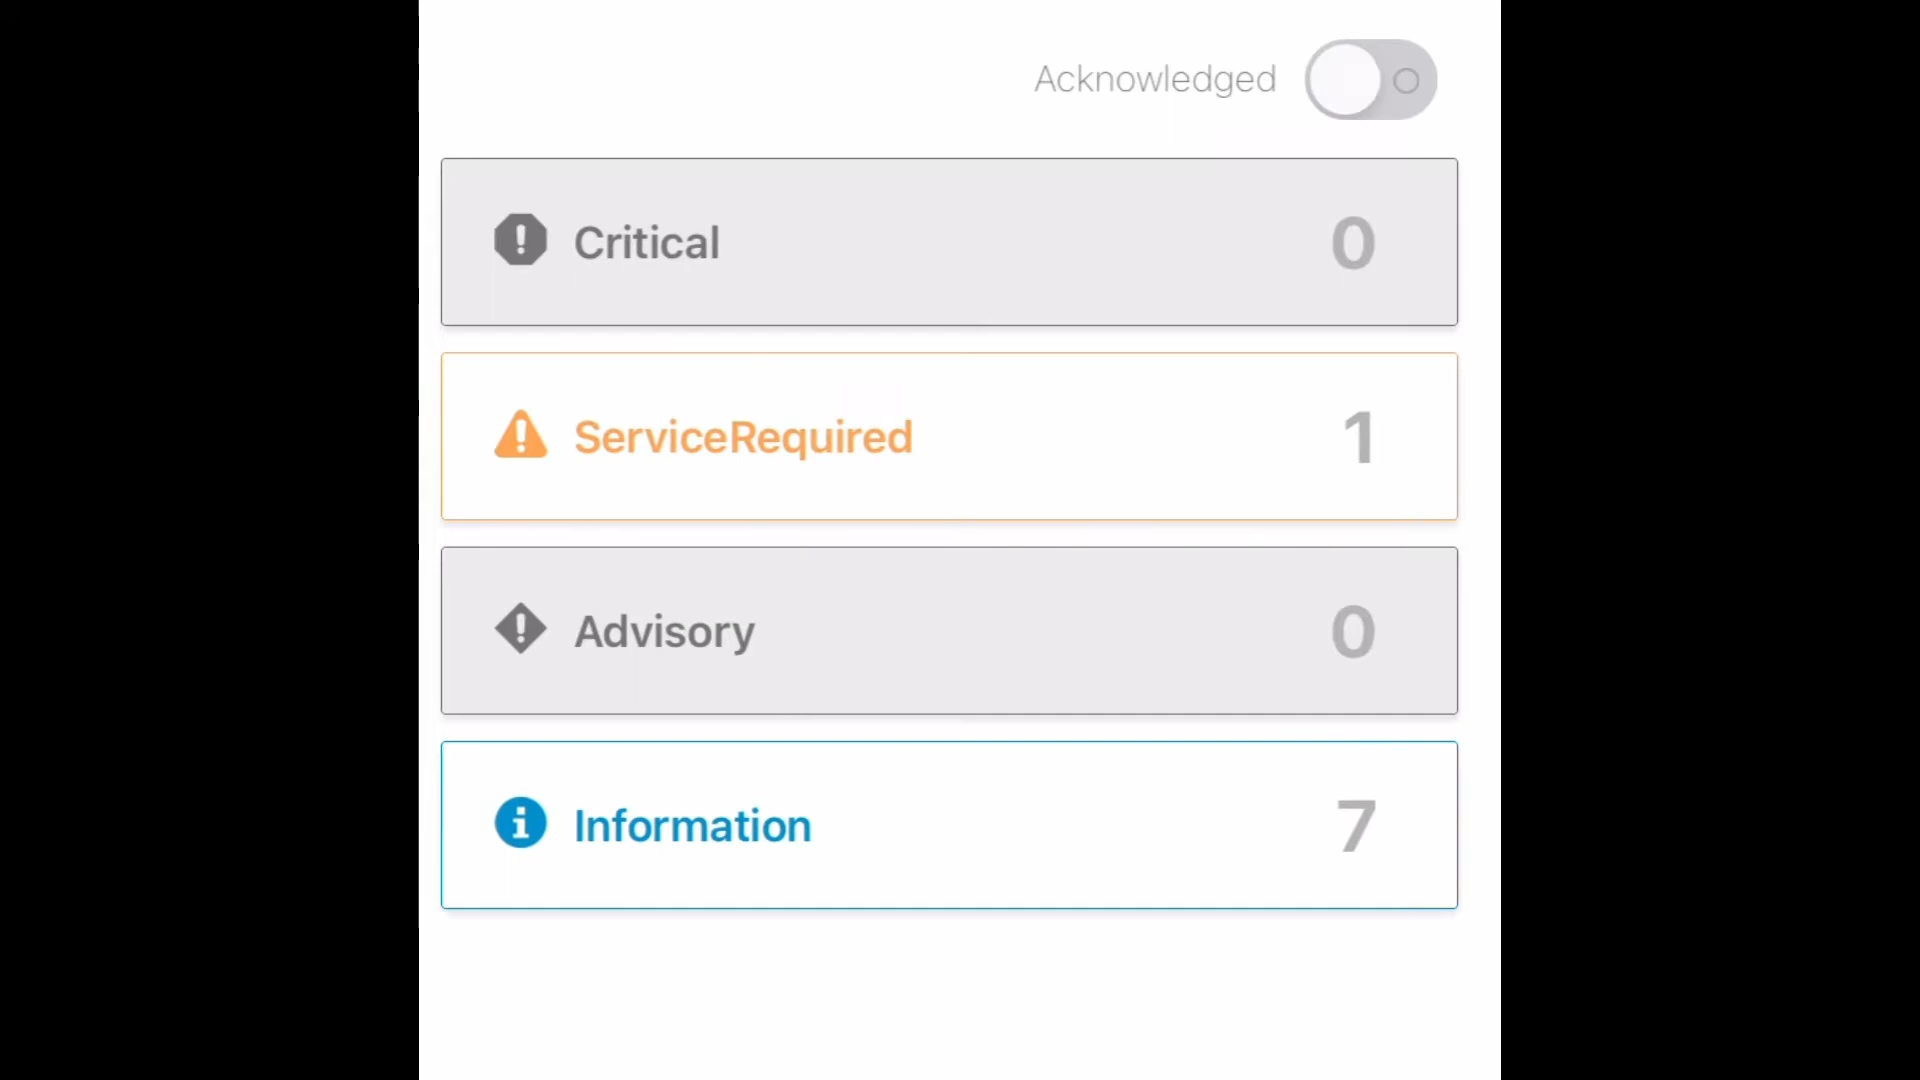 Acknowledged
Critical 0
ServiceRequired 1
Advisory 0
Information 7